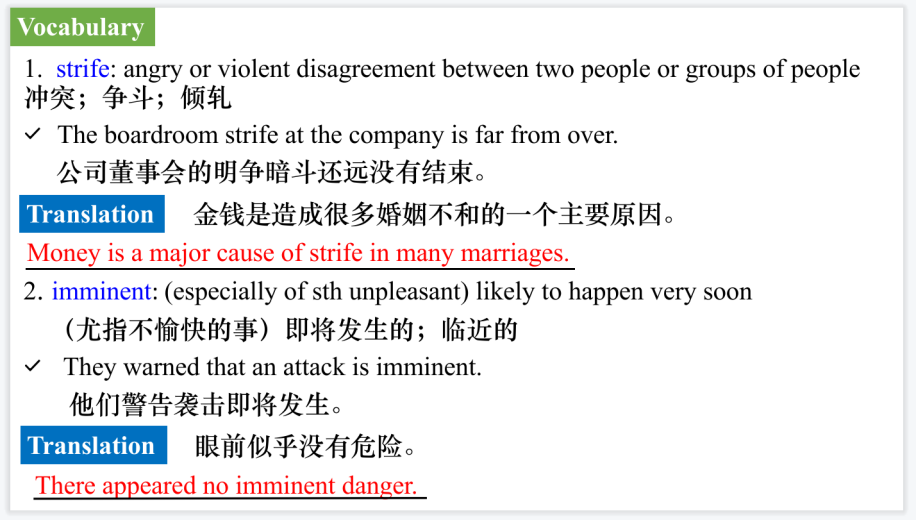 Vocabulary
1. strife: angry or violent disagreement between two people or groups of people
冲突；争斗；倾轧
✓ The boardroom strife at the company is far from over.
公司董事会的明争暗斗还远没有结束。
Translation 金钱是造成很多婚姻不和的一个主要原因。
Money is a major cause of strife in many marriages.
2. imminent: (especially of sth unpleasant) likely to happen very soon
（尤指不愉快的事）即将发生的；临近的
✓ They warned that an attack is imminent.
他们警告袭击即将发生。
Translation 眼前似乎没有危险。
There appeared no imminent danger.